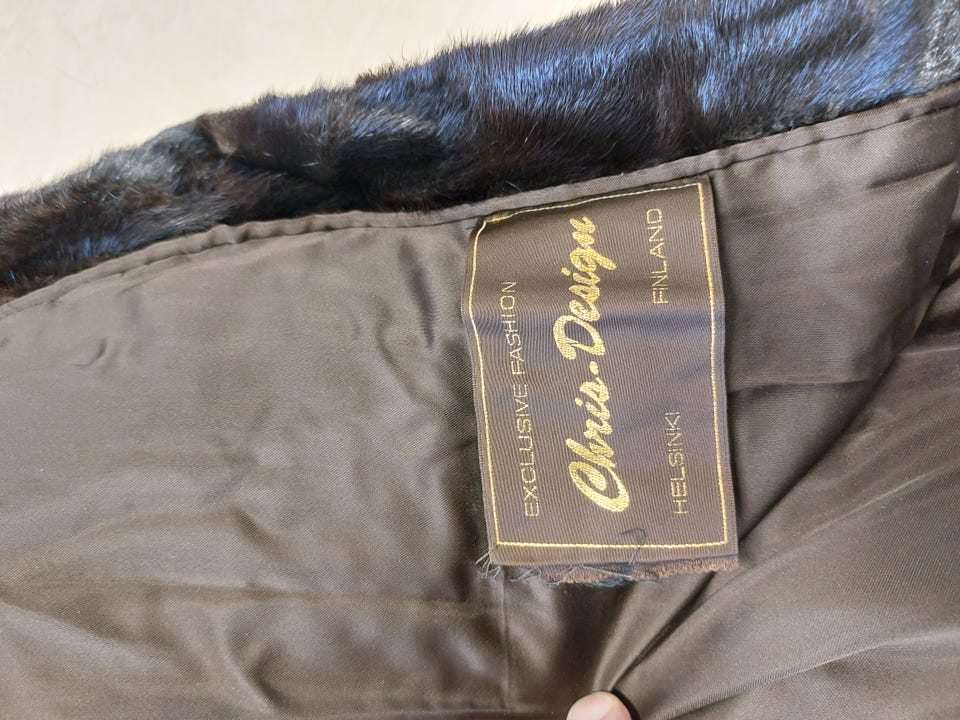 EXCLUSIVE FASHION
Chris-Design
HELSINKI FINLAND